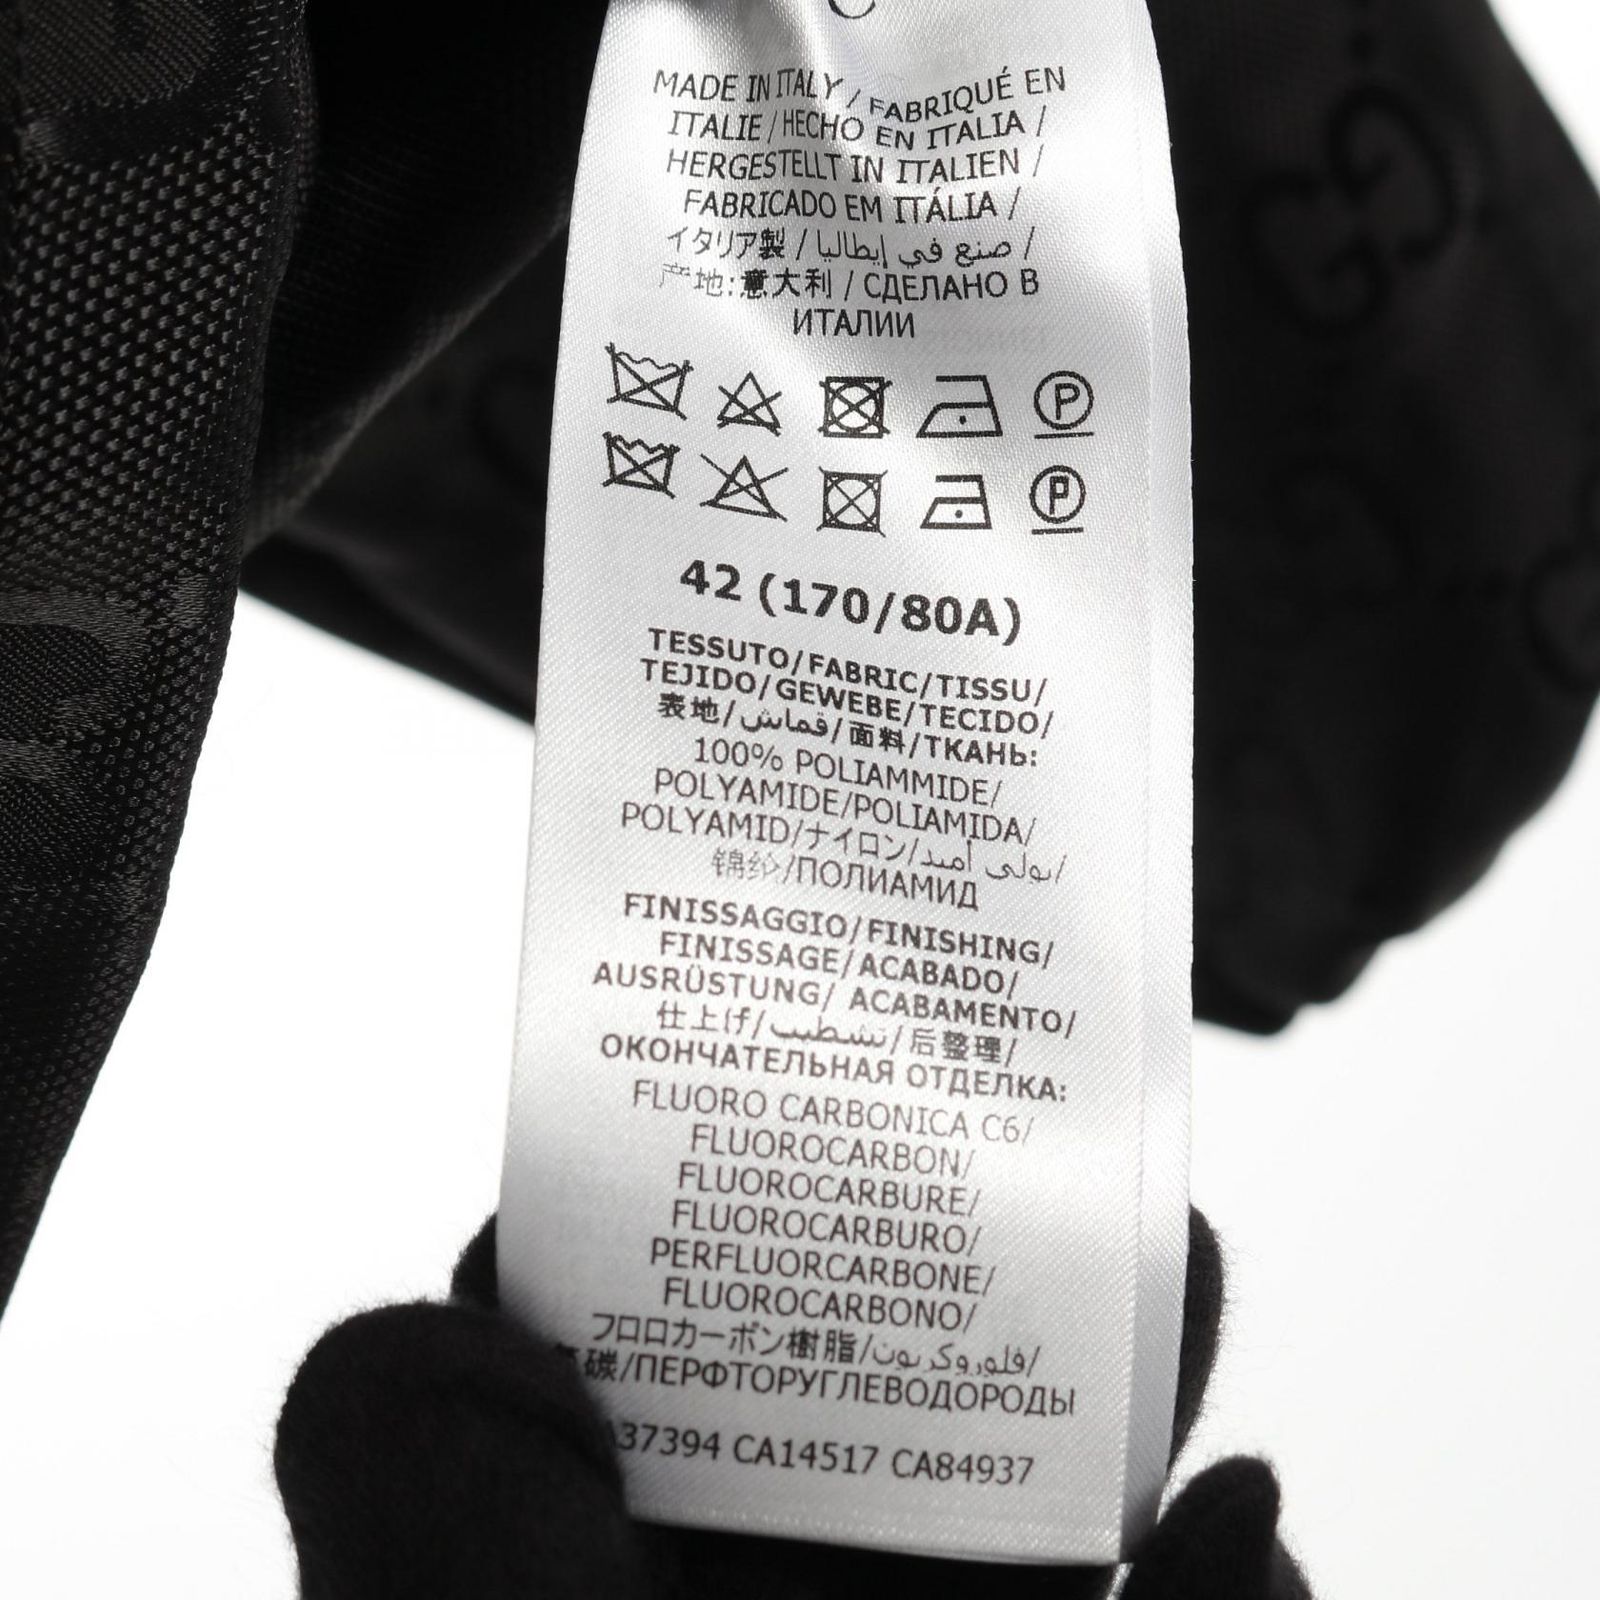 MADE IN ITALY / FABRIQUÉ EN
ITALIE / HECHO EN ITALIA /
HERGESTELLT IN ITALIEN /
FABRICADO EM ITÁLIA /
イタリア製 / صنع في إيطاليا /
产地:意大利 / СДЕЛАНО В
ИТАЛИИ
P
P
42 (170/80A)
TESSUTO/FABRIC/TISSU/
TEJIDO/GEWEBE/TECIDO/
表地/قماش/面料/ТКАНЬ:
100% POLIAMMIDE/
POLYAMIDE/POLIAMIDA/
POLYAMID/ナイロン/بولي أميد/
锦纶/ПОЛИАМИД
FINISSAGGIO/FINISHING/
FINISSAGE/ACABADO/
AUSRÜSTUNG/ ACABAMENTO/
仕上げ/تشطيب/后整理/
ОКОНЧАТЕЛЬНАЯ ОТДЕЛКА:
FLUORO CARBONICA C6/
FLUOROCARBON/
FLUOROCARBURE/
FLUOROCARBURO/
PERFLUORCARBONE/
FLUOROCARBONO/
フロロカーボン樹脂/فلوروكربون/
碳/ПЕРФТОРУГЛЕВОДОРОДЫ
37394 CA14517 CA84937